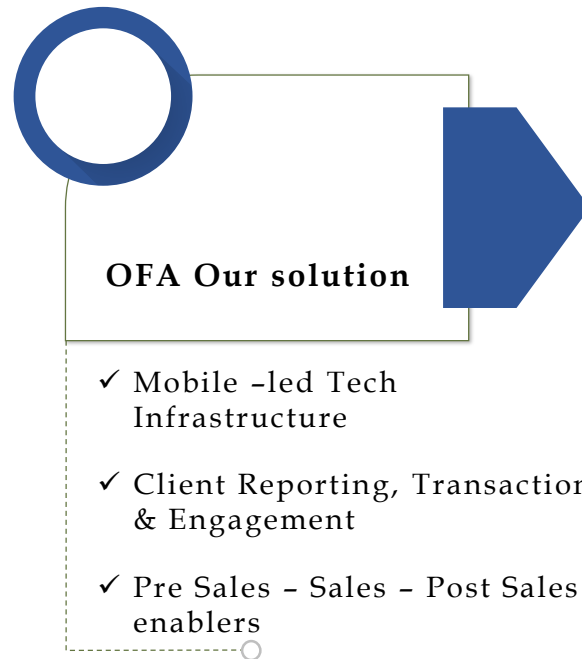 OFA Our solution
✓ Mobile –led Tech
Infrastructure
✓ Client Reporting, Transaction
& Engagement
✓ Pre Sales – Sales – Post Sales
enablers